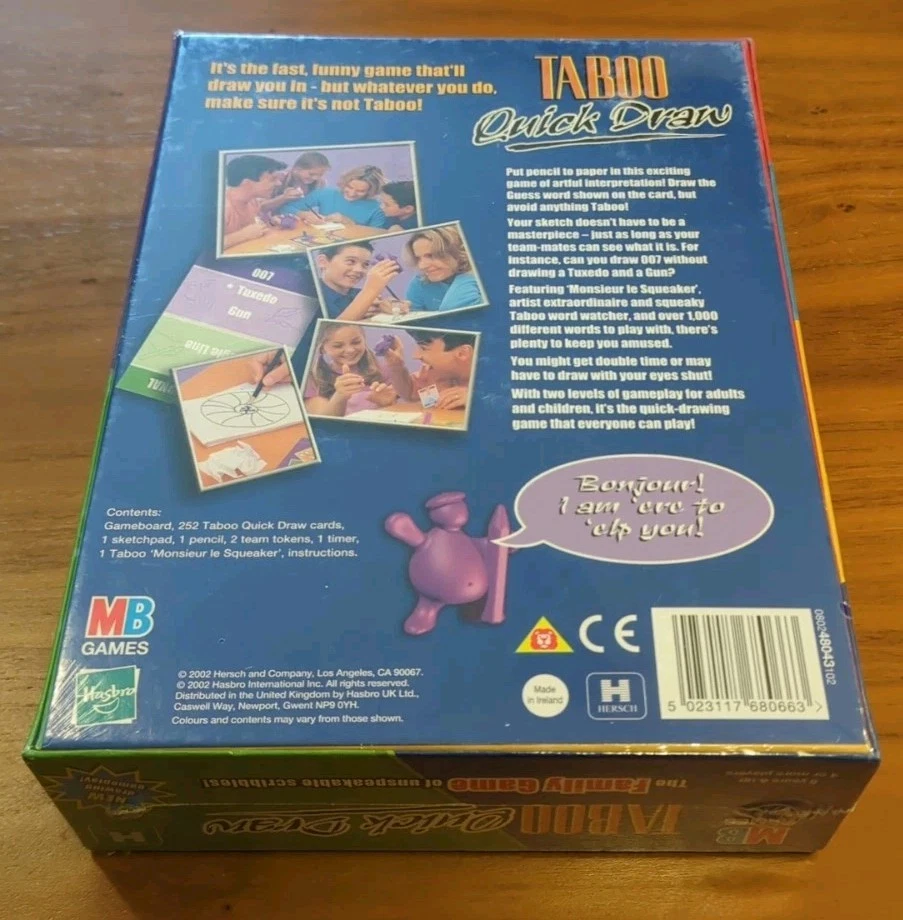 It's the fast, funny game that'll
draw you in - but whatever you do,
make sure it's not Taboo!
TABOO
Quick Draw
Put pencil to paper in this exciting
game of artful interpretation! Draw the
Guess word shown on the card, but
avoid anything Taboo!
Your sketch doesn't have to be a
masterpiece – just as long as your
team-mates can see what it is. For
instance, can you draw 007 without
drawing a Tuxedo and a Gun?
Featuring 'Monsieur le Squeaker',
artist extraordinaire and squeaky
Taboo word watcher, and over 1,000
different words to play with, there's
plenty to keep you amused.
You might get double time or may
have to draw with your eyes shut!
With two levels of gameplay for adults
and children, it's the quick-drawing
game that everyone can play!
007
• Tuxedo
Gun
Line
Bonjour!
I am 'ere to
'elp you!
Contents:
Gameboard, 252 Taboo Quick Draw cards,
1 sketchpad, 1 pencil, 2 team tokens, 1 timer,
1 Taboo 'Monsieur le Squeaker', instructions.
MB
GAMES
Hasbro
© 2002 Hersch and Company, Los Angeles, CA 90067.
© 2002 Hasbro International Inc. All rights reserved.
Distributed in the United Kingdom by Hasbro UK Ltd.,
Caswell Way, Newport, Gwent NP9 0YH.
Colours and contents may vary from those shown.
CE
Made
in Ireland
H
HERSCH
5 023117 680663 >
080248043102
The Family Game of unspeakable scribbles!
NEW
drawing
gameplay!
TABOO Quick Draw
MB
H